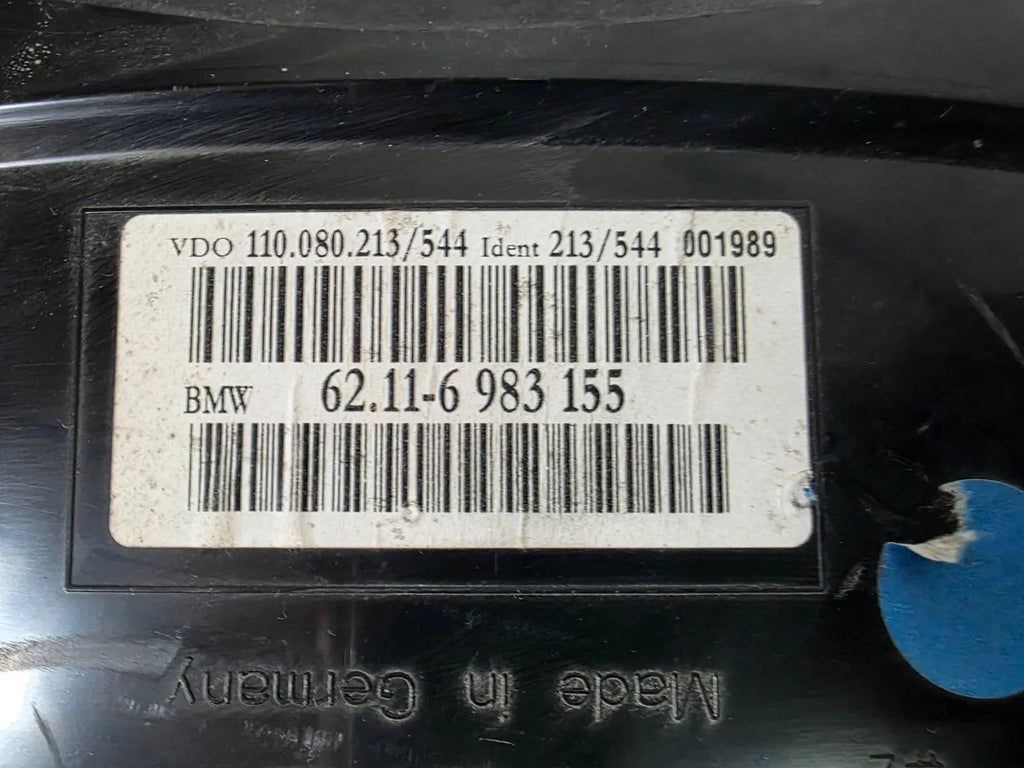 VDO 110.080.213/544 Ident 213/544 001989
BMW 62.11-6 983 155
Made in Germany